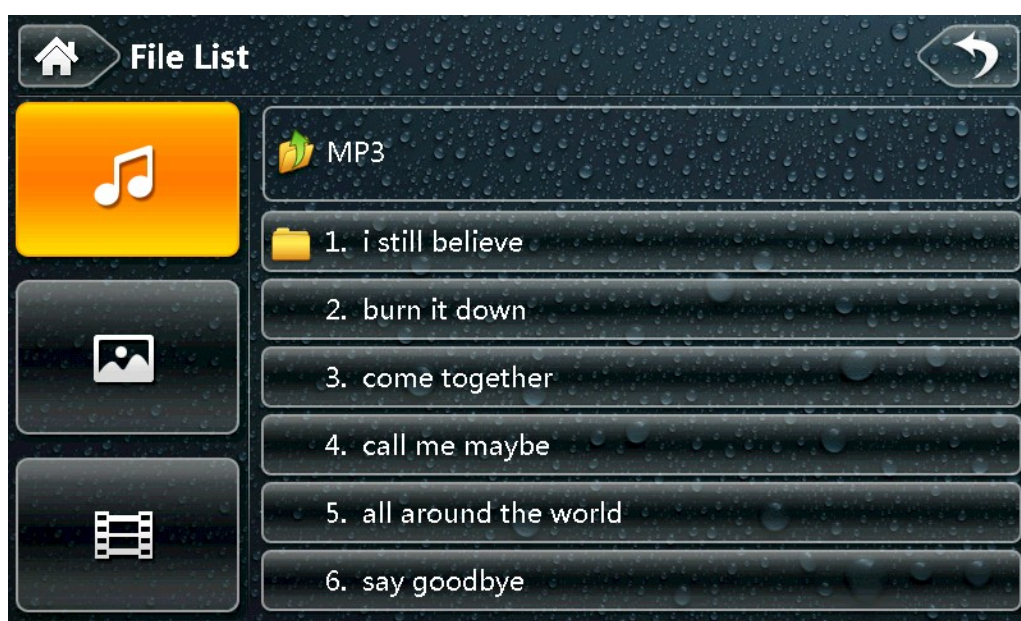 File List
MP3
1. i still believe
2. burn it down
3. come together
4. call me maybe
5. all around the world
6. say goodbye